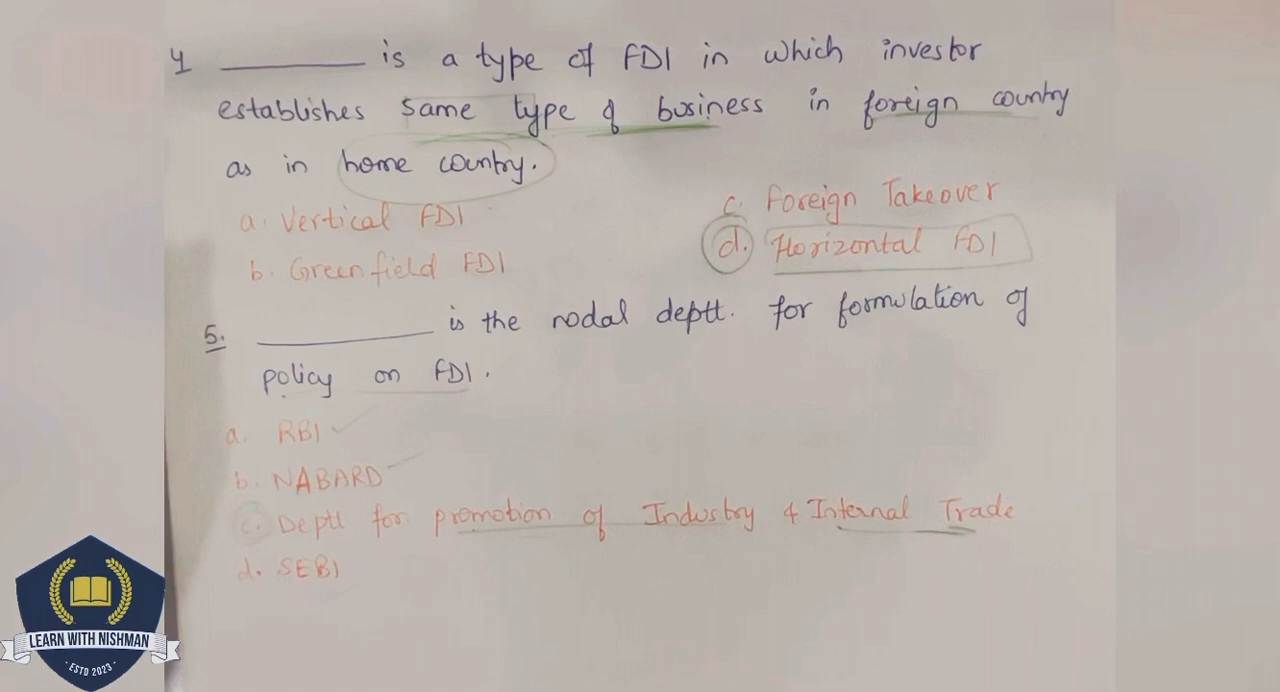 4 ________ is a type of FDI in which investor
establishes same type of business in foreign country
as in home country.
a. Vertical FDI
b. Greenfield FDI
c. Foreign Takeover
d. Horizontal FDI
5. ________ is the nodal deptt. for formulation of
policy on FDI.
a. RBI
b. NABARD
c. Deptt for promotion of Industry & Internal Trade
d. SEBI
LEARN WITH NISHMAN
· ESTD 2023 ·